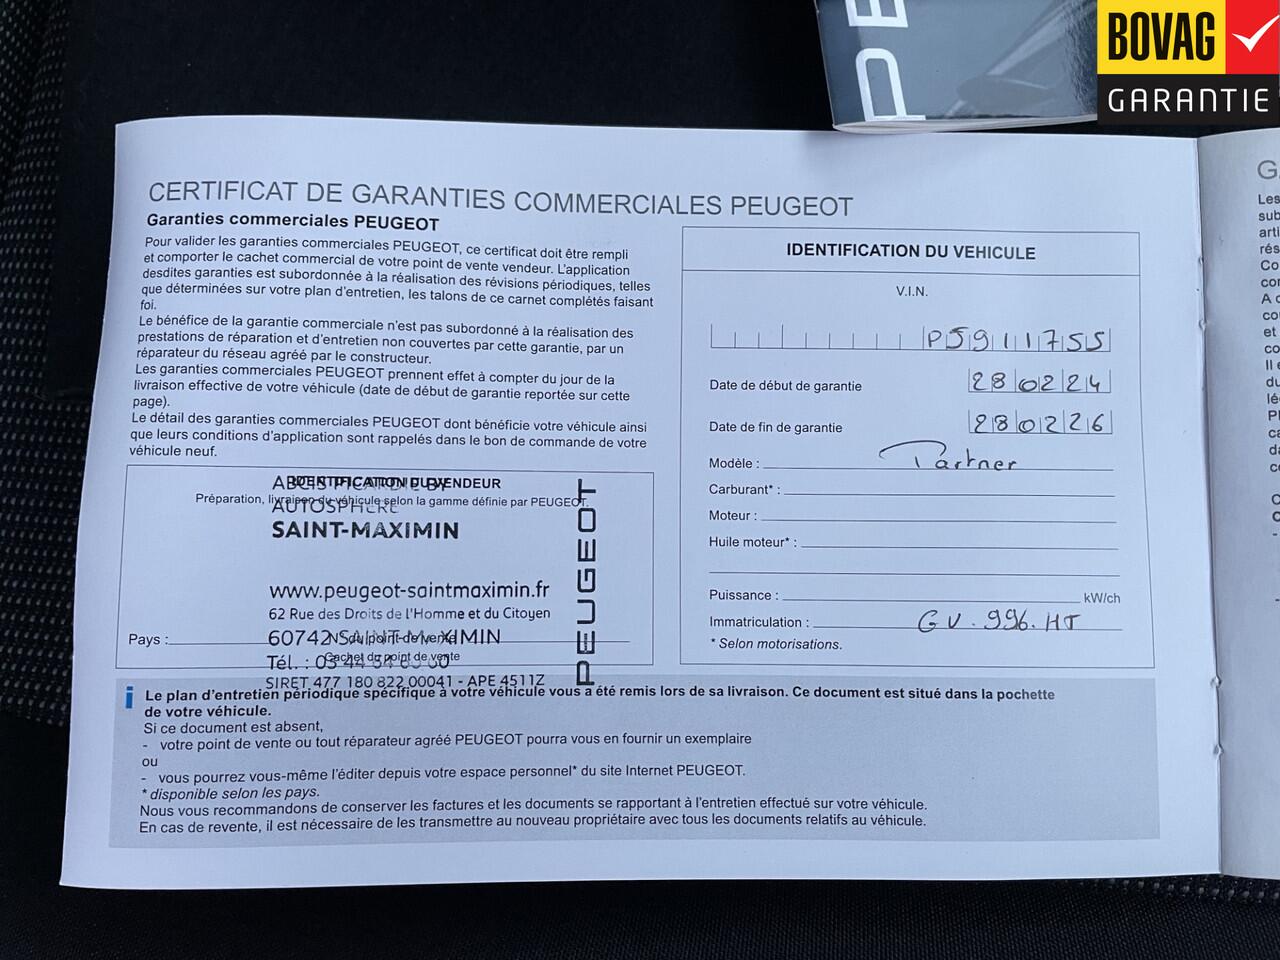 PE
BOVAG
GARANTIE
CERTIFICAT DE GARANTIES COMMERCIALES PEUGEOT
Garanties commerciales PEUGEOT
Pour valider les garanties commerciales PEUGEOT, ce certificat doit être rempli
et comporter le cachet commercial de votre point de vente vendeur. L'application
desdites garanties est subordonnée à la réalisation des révisions périodiques, telles
que déterminées sur votre plan d'entretien, les talons de ce carnet complétés faisant
foi.
Le bénéfice de la garantie commerciale n'est pas subordonné à la réalisation des
prestations de réparation et d'entretien non couvertes par cette garantie, par un
réparateur du réseau agréé par le constructeur.
Les garanties commerciales PEUGEOT prennent effet à compter du jour de la
livraison effective de votre véhicule (date de début de garantie reportée sur cette
page).
Le détail des garanties commerciales PEUGEOT dont bénéficie votre véhicule ainsi
que leurs conditions d'application sont rappelés dans le bon de commande de votre
véhicule neuf.
IDENTIFICATION DU VENDEUR
Préparation, livraison du véhicule selon la gamme définie par PEUGEOT.
AUTOSPHERE
SAINT-MAXIMIN
www.peugeot-saintmaximin.fr
62 Rue des Droits de l'Homme et du Citoyen
60742 SAINT-MAXIMIN
N° du point de vente
Pays :
Cachet du point de vente
Tél. : 03 44
SIRET 477 180 822 00041 - APE 4511Z
PEUGEOT
IDENTIFICATION DU VEHICULE
V.I.N.
P5911755
Date de début de garantie 280224
Date de fin de garantie 280226
Modèle : Partner
Carburant* :
Moteur :
Huile moteur* :
Puissance : kW/ch
Immatriculation : GV.996.HT
* Selon motorisations.
i Le plan d'entretien périodique spécifique à votre véhicule vous a été remis lors de sa livraison. Ce document est situé dans la pochette
de votre véhicule.
Si ce document est absent,
- votre point de vente ou tout réparateur agréé PEUGEOT pourra vous en fournir un exemplaire
ou
- vous pourrez vous-même l'éditer depuis votre espace personnel* du site Internet PEUGEOT.
* disponible selon les pays.
Nous vous recommandons de conserver les factures et les documents se rapportant à l'entretien effectué sur votre véhicule.
En cas de revente, il est nécessaire de les transmettre au nouveau propriétaire avec tous les documents relatifs au véhicule.